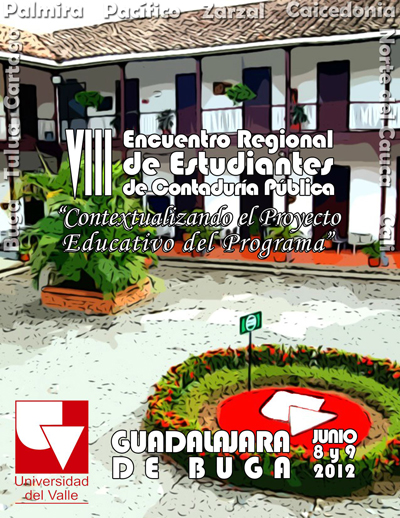 Palmira Pacífico Zarzal Caicedonia
Buga Tulua Cartago
Norte del Cauca Cali
VIII Encuentro Regional
de Estudiantes
de Contaduría Pública
“Contextualizando el Proyecto
Educativo del Programa”
GUADALAJARA
DE BUGA
JUNIO
8 y 9
2012
Universidad
del Valle